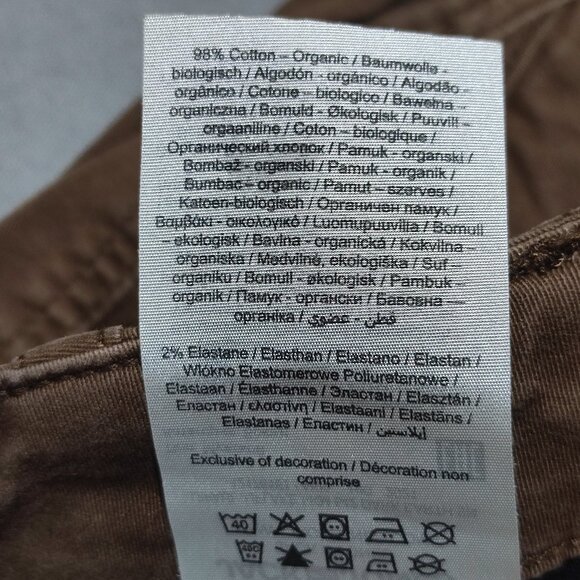 98% Cotton – Organic / Baumwolle -
biologisch / Algodón - orgánico / Algodão -
orgânico / Cotone - biologico / Bawełna –
organiczna / Bomuld - Økologisk / Puuvill -
orgaaniline / Coton – biologique /
Органический хлопок / Pamuk - organski /
Bombaž - organski / Pamuk - organik /
Bumbac – organic / Pamut – szerves /
Katoen-biologisch / Органичен памук /
Βαμβάκι - οικολογικό / Luomupuuvilla / Bomull
– ekologisk / Bavlna - organická / Kokvilna –
organiska / Medvilnė, ekologiška / Suf –
organiku / Bomull - økologisk / Pambuk –
organik / Памук - органски / Бавовна —
органіка / قطن - عضوي /
2% Elastane / Elasthan / Elastano / Elastan /
Włókno Elastomerowe Poliuretanowe /
Elastaan / Élasthanne / Эластан / Elasztán /
Еластан / ελαστίνη / Elastaani / Elastāns /
Elastanas / Еластин / إيلاستين
Exclusive of decoration / Décoration non
comprise
40